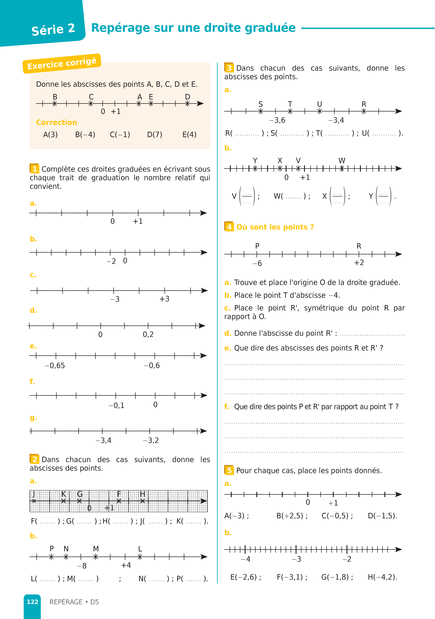 Série 2
Repérage sur une droite graduée
Exercice corrigé
Donne les abscisses des points A, B, C, D et E.
B C A E D
0 +1
Correction
A(3) B(−4) C(−1) D(7) E(4)
1 Complète ces droites graduées en écrivant sous
chaque trait de graduation le nombre relatif qui
convient.
a.
0 +1
b.
−2 0
c.
−3 +3
d.
0 0,2
e.
−0,65 −0,6
f.
−0,1 0
g.
−3,4 −3,2
2 Dans chacun des cas suivants, donne les
abscisses des points.
a.
J K G F H
0 +1
F( ........ ) ; G( ........ ) ; H( ........ ) ; J( ........ ) ; K( ........ ).
b.
P N M L
−8 +4
L( ........ ) ; M( ........ ) ; N( ........ ) ; P( ........ ).
3 Dans chacun des cas suivants, donne les
abscisses des points.
a.
S T U R
−3,6 −3,4
R( ............ ) ; S( ............ ) ; T( ............ ) ; U( ............ ).
b.
Y X V W
0 +1
V(....) ; W( ........ ) ; X(....) ; Y(....) .
4 Où sont les points ?
P R
−6 +2
a. Trouve et place l'origine O de la droite graduée.
b. Place le point T d'abscisse −4.
c. Place le point R', symétrique du point R par
rapport à O.
d. Donne l'abscisse du point R' : ............................
e. Que dire des abscisses des points R et R' ?
f. Que dire des points P et R' par rapport au point T ?
5 Pour chaque cas, place les points donnés.
a.
0 +1
A(−3) ; B(+2,5) ; C(−0,5) ; D(−1,5).
b.
−4 −3 −2
E(−2,6) ; F(−3,1) ; G(−1,8) ; H(−4,2).
122 REPÉRAGE • D5